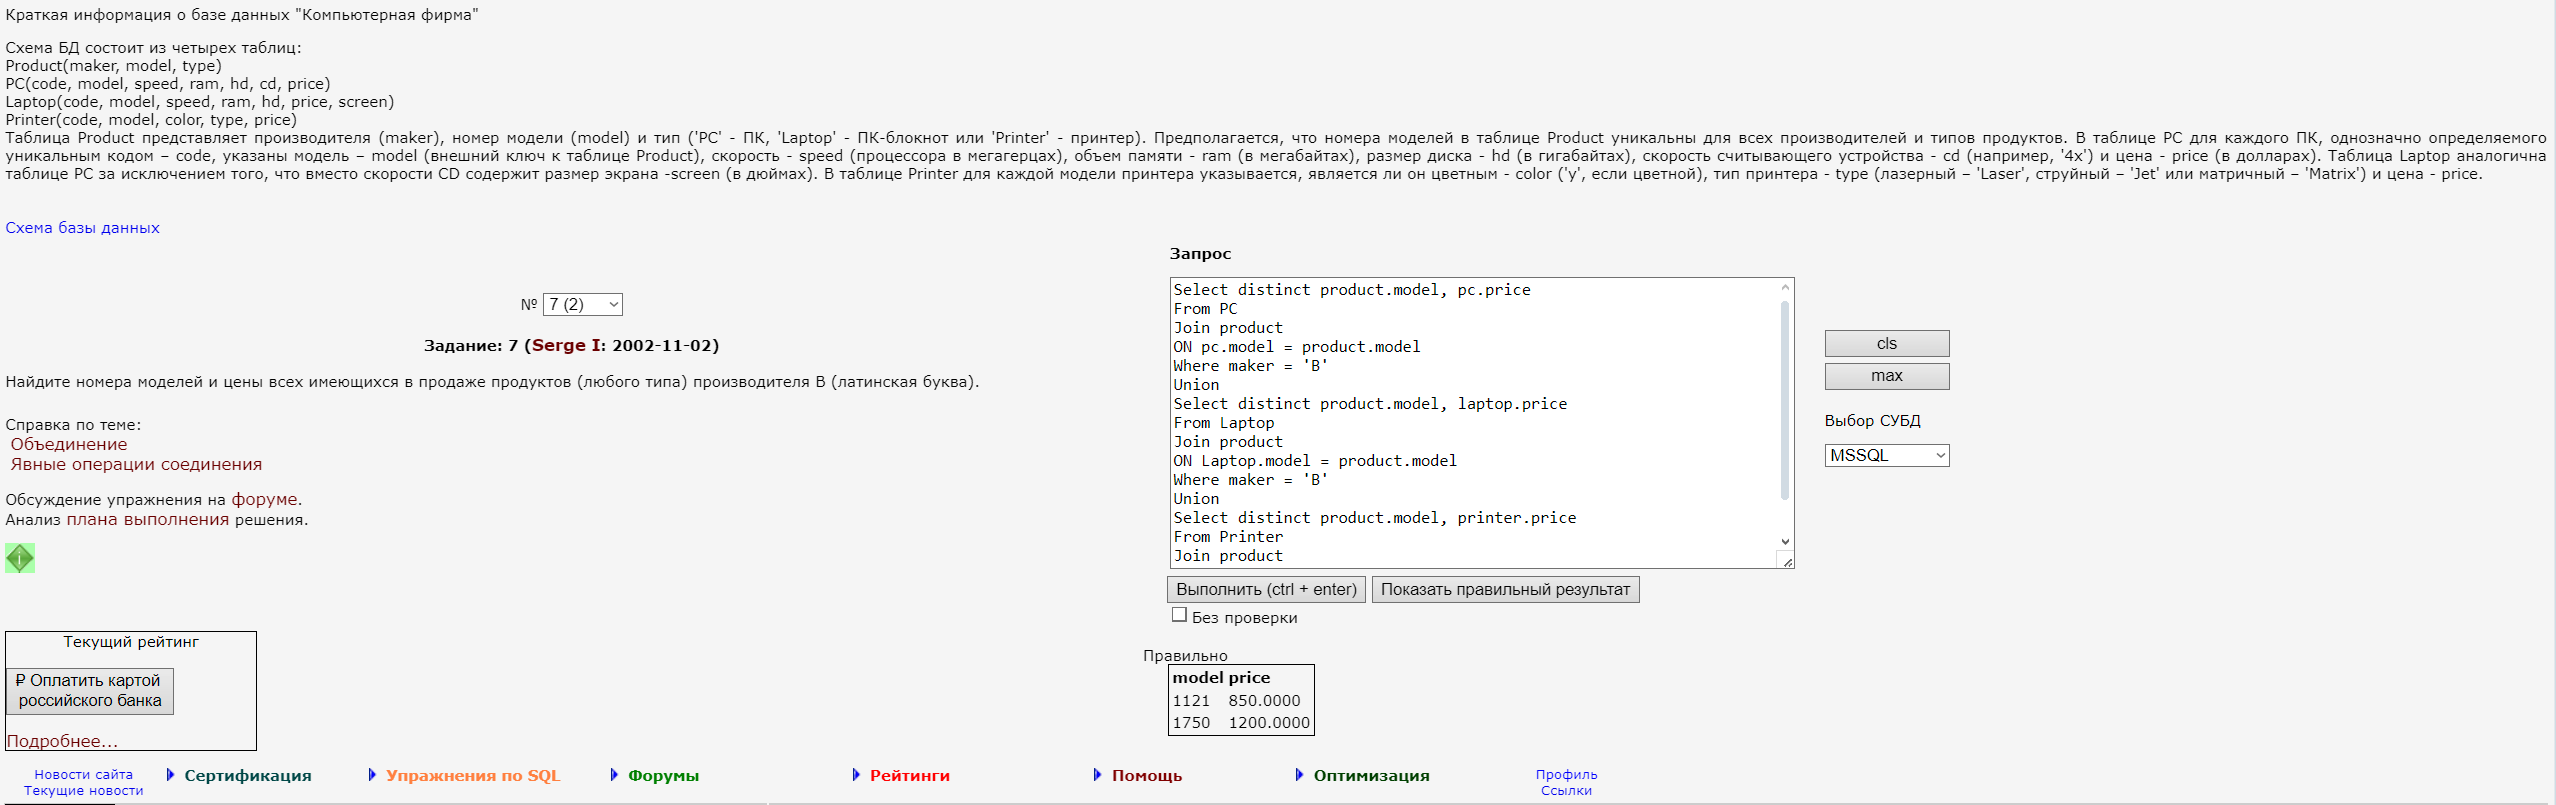 Краткая информация о базе данных "Компьютерная фирма"
Схема БД состоит из четырех таблиц:
Product(maker, model, type)
PC(code, model, speed, ram, hd, cd, price)
Laptop(code, model, speed, ram, hd, price, screen)
Printer(code, model, color, type, price)
Таблица Product представляет производителя (maker), номер модели (model) и тип ('PC' - ПК, 'Laptop' - ПК-блокнот или 'Printer' - принтер). Предполагается, что номера моделей в таблице Product уникальны для всех производителей и типов продуктов. В таблице PC для каждого ПК, однозначно определяемого
уникальным кодом – code, указаны модель – model (внешний ключ к таблице Product), скорость - speed (процессора в мегагерцах), объем памяти - ram (в мегабайтах), размер диска - hd (в гигабайтах), скорость считывающего устройства - cd (например, '4x') и цена - price (в долларах). Таблица Laptop аналогична
таблице PC за исключением того, что вместо скорости CD содержит размер экрана -screen (в дюймах). В таблице Printer для каждой модели принтера указывается, является ли он цветным - color ('y', если цветной), тип принтера - type (лазерный – 'Laser', струйный – 'Jet' или матричный – 'Matrix') и цена - price.
Схема базы данных
№ 7 (2)
Задание: 7 (Serge I: 2002-11-02)
Найдите номера моделей и цены всех имеющихся в продаже продуктов (любого типа) производителя B (латинская буква).
Справка по теме:
Объединение
Явные операции соединения
Обсуждение упражнения на форуме.
Анализ плана выполнения решения.
Запрос
Select distinct product.model, pc.price
From PC
Join product
ON pc.model = product.model
Where maker = 'B'
Union
Select distinct product.model, laptop.price
From Laptop
Join product
ON Laptop.model = product.model
Where maker = 'B'
Union
Select distinct product.model, printer.price
From Printer
Join product
cls
max
Выбор СУБД
MSSQL
Выполнить (ctrl + enter) Показать правильный результат
Без проверки
Правильно
model price
1121 850.0000
1750 1200.0000
Текущий рейтинг
₽ Оплатить картой
российского банка
Подробнее...
Новости сайта
Текущие новости
Сертификация
Упражнения по SQL
Форумы
Рейтинги
Помощь
Оптимизация
Профиль
Ссылки